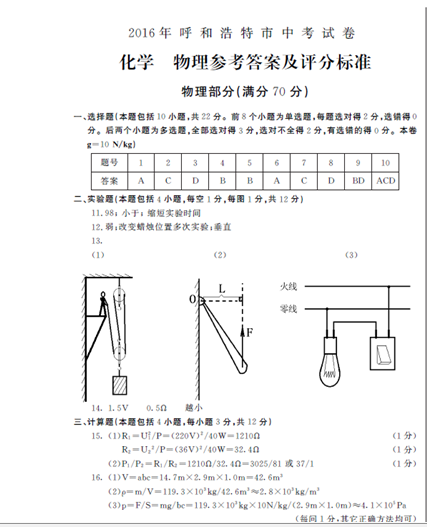 2016年呼和浩特市中考试卷
化学 物理参考答案及评分标准
物理部分(满分70分)
一、选择题(本题包括10小题,共22分。前8个小题为单选题,每题选对得2分,选错得0
分。后两个小题为多选题,全部选对得3分,选对不全得2分,有选错的得0分。本卷
g=10 N/kg)
题号 1 2 3 4 5 6 7 8 9 10
答案 A C D B B A C D BD ACD
二、实验题(本题包括4小题,每空1分,每图1分,共12分)
11.98; 小于; 缩短实验时间
12.弱;改变蜡烛位置多次实验;垂直
13.
(1) (2) (3)
L
O
F
火线
零线
14. 1.5V 0.5Ω 越小
三、计算题(本题包括4小题,每小题3分,共12分)
15. (1)R₁=U₁²/P=(220V)²/40W=1210Ω (1分)
R₂=U₂²/P=(36V)²/40W=32.4Ω (1分)
(2)P₁/P₂=R₁/R₂=1210Ω/32.4Ω=3025/81 或 37/1 (1分)
16. (1)V=abc=14.7m×2.9m×1.0m=42.6m³
(2)ρ=m/V=119.3×10³kg/42.6m³≈2.8×10³kg/m³
(3)p=F/S=mg/bc=119.3×10³kg×10N/kg/(2.9m×1.0m)≈4.1×10⁵Pa
(每问1分,其它正确方法均可)